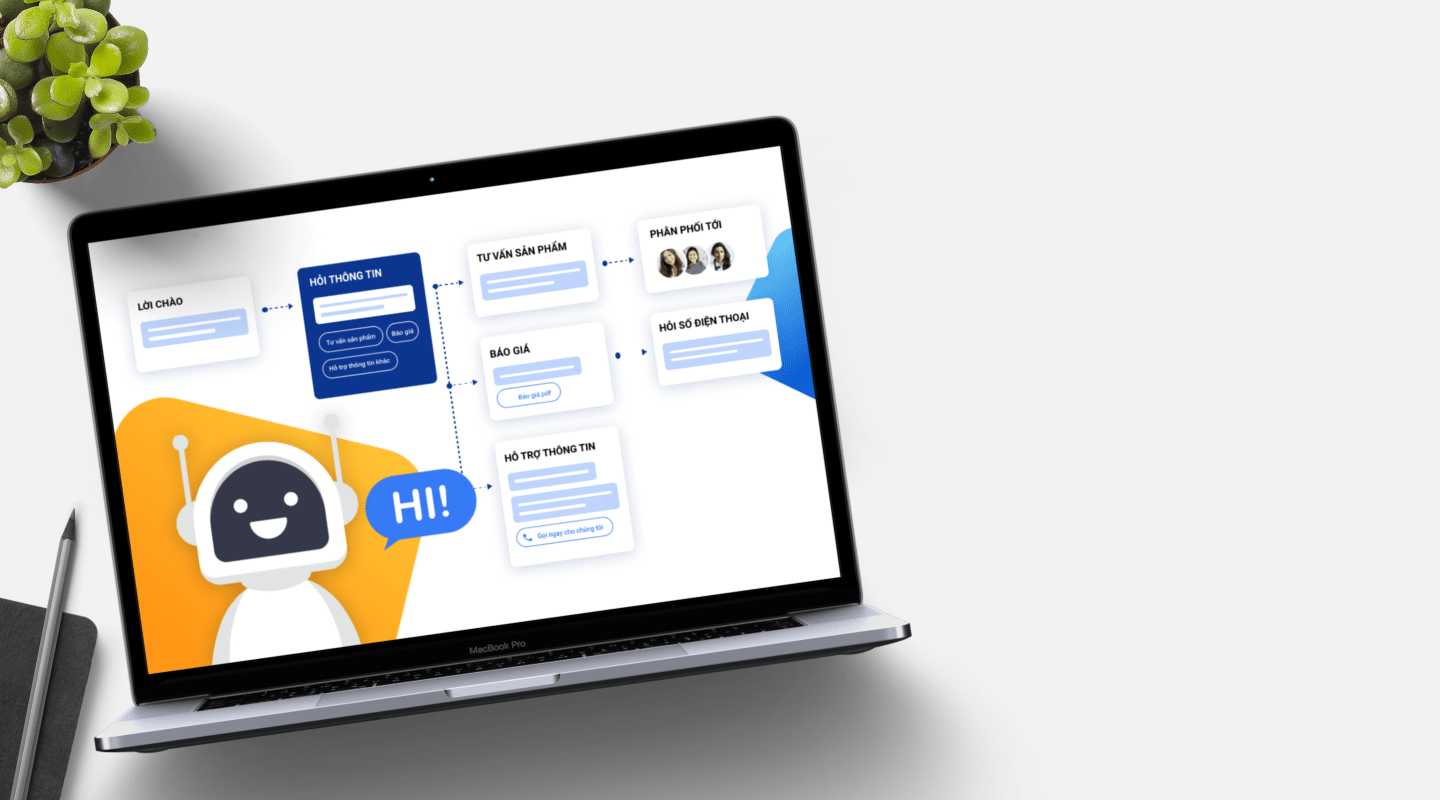 LỜI CHÀO
HỎI THÔNG TIN
Tư vấn sản phẩm
Báo giá
Hỗ trợ thông tin khác
TƯ VẤN SẢN PHẨM
PHÂN PHỐI TỚI
BÁO GIÁ
Báo giá.pdf
HỎI SỐ ĐIỆN THOẠI
HỖ TRỢ THÔNG TIN
Gọi ngay cho chúng tôi
HI!
MacBook Pro